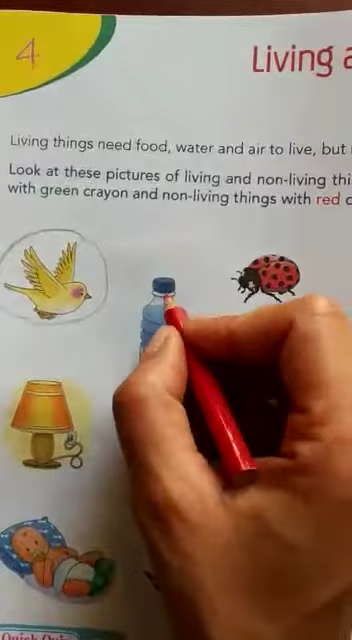 4
Living
Living things need food, water and air to live, but
Look at these pictures of living and non-living
with green crayon and non-living things with red